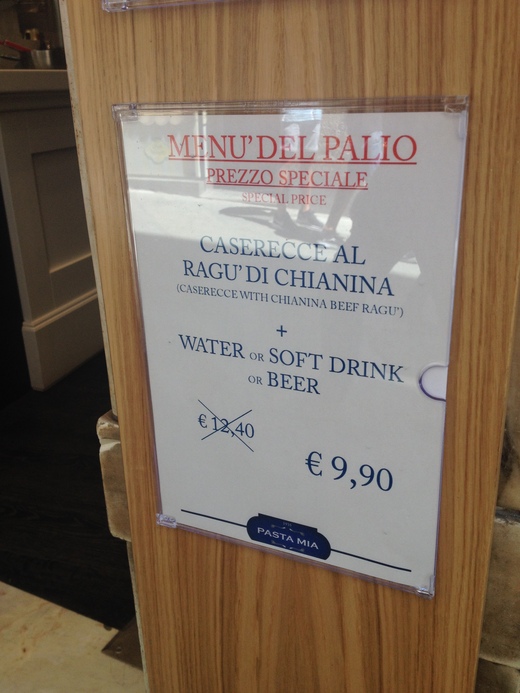 MENU' DEL PALIO
PREZZO SPECIALE
SPECIAL PRICE
CASERECCE AL
RAGU' DI CHIANINA
(CASERECCE WITH CHIANINA BEEF RAGU')
+
WATER OR SOFT DRINK
OR BEER
€ 12,40
€ 9,90
PASTA MIA